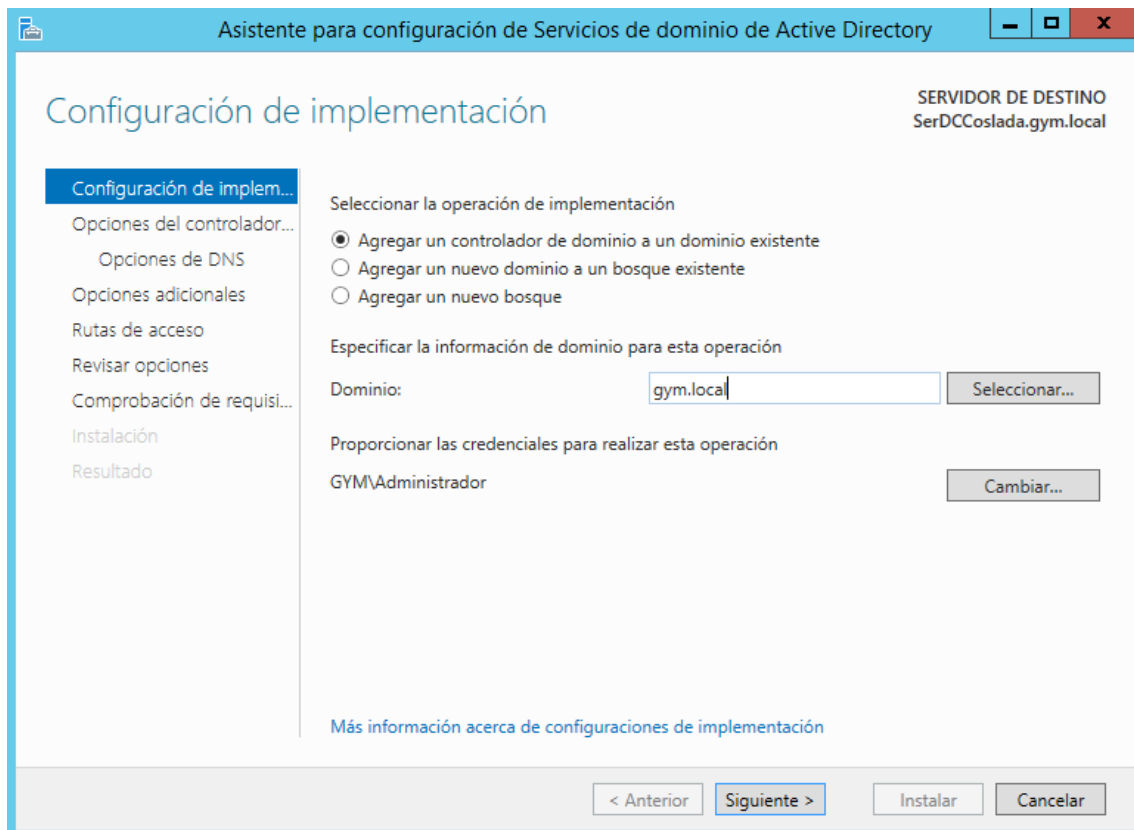 Asistente para configuración de Servicios de dominio de Active Directory
Configuración de implementación
SERVIDOR DE DESTINO
SerDCCoslada.gym.local
Configuración de implem...
Opciones del controlador...
Opciones de DNS
Opciones adicionales
Rutas de acceso
Revisar opciones
Comprobación de requisi...
Instalación
Resultado
Seleccionar la operación de implementación
Agregar un controlador de dominio a un dominio existente
Agregar un nuevo dominio a un bosque existente
Agregar un nuevo bosque
Especificar la información de dominio para esta operación
Dominio: gym.local Seleccionar...
Proporcionar las credenciales para realizar esta operación
GYM\Administrador Cambiar...
Más información acerca de configuraciones de implementación
< Anterior Siguiente > Instalar Cancelar